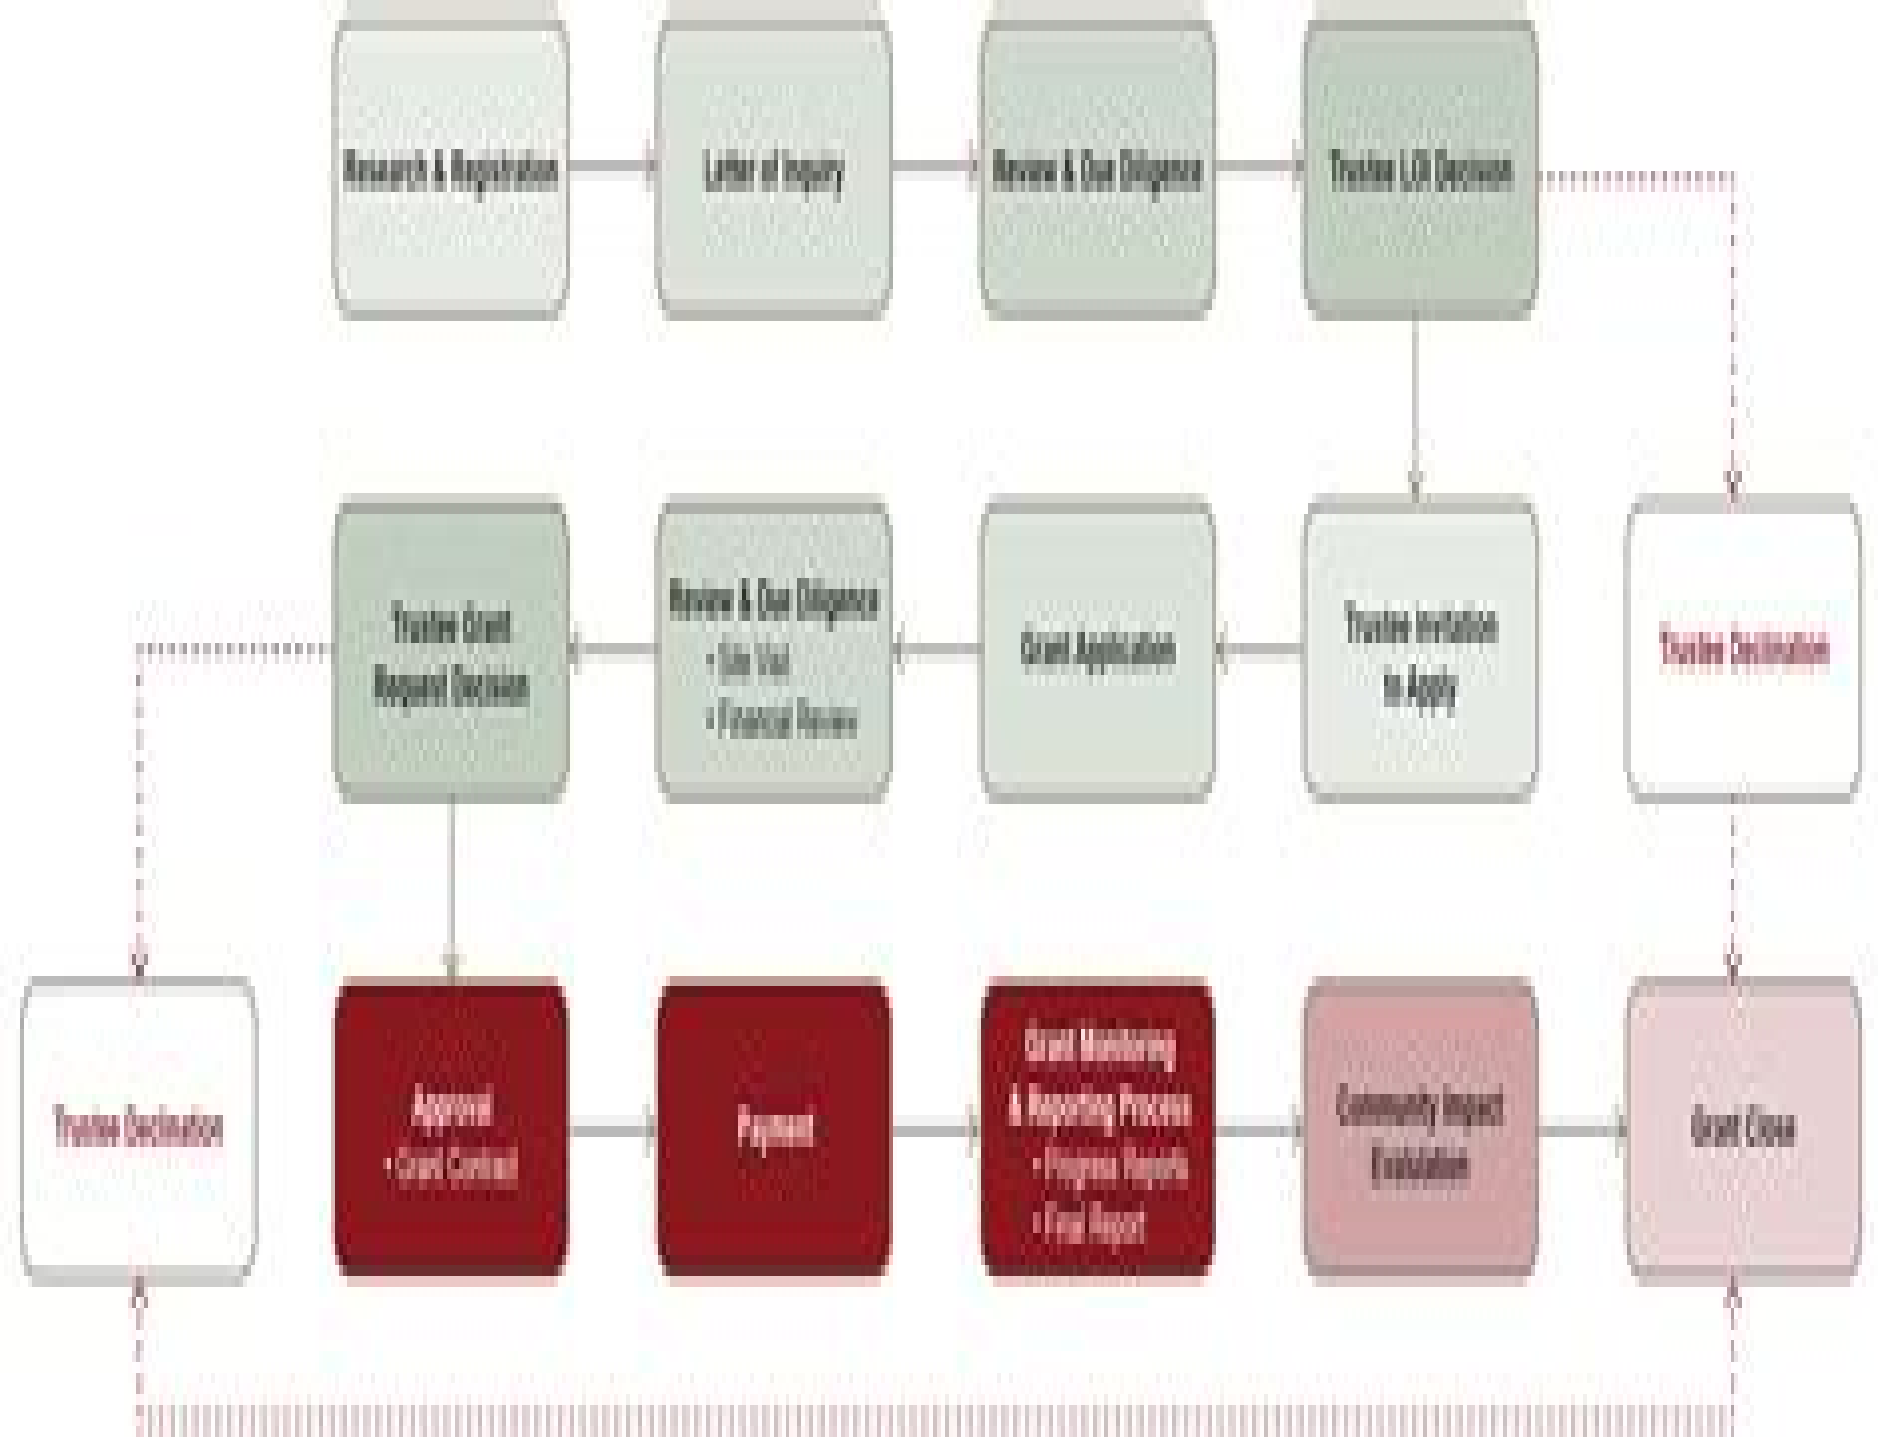 Research & Registration
Letter of Inquiry
Review & Due Diligence
Trustee LOI Decision
Trustee Grant
Request Decision
Review & Due Diligence
• Site Visit
• Financial Review
Grant Application
Trustee Invitation
to Apply
Trustee Declination
Trustee Declination
Approval
• Grant Contract
Payment
Grant Monitoring
& Reporting Process
• Progress Reports
• Final Report
Community Impact
Evaluation
Grant Close